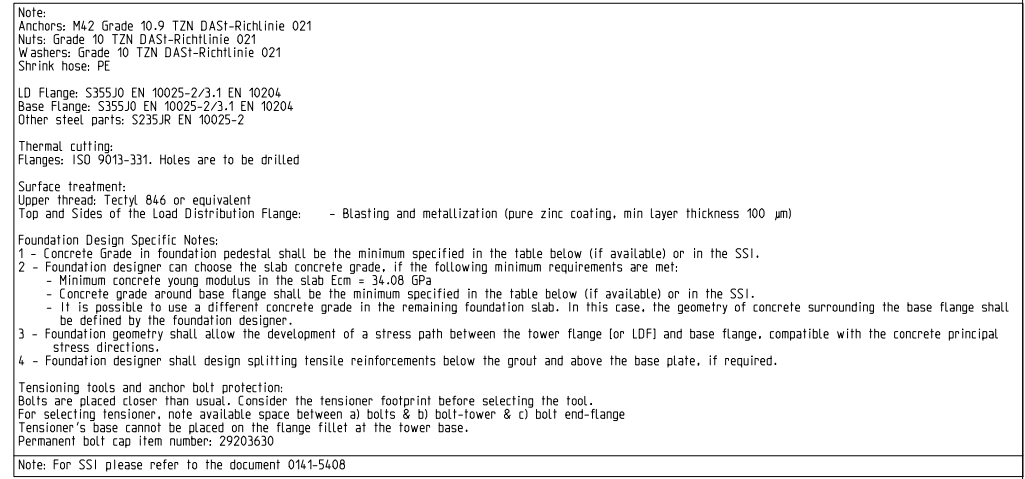 Note:
Anchors: M42 Grade 10.9 TZN DASt-Richlinie 021
Nuts: Grade 10 TZN DASt-Richtlinie 021
Washers: Grade 10 TZN DASt-Richtlinie 021
Shrink hose: PE
LD Flange: S355J0 EN 10025-2/3.1 EN 10204
Base Flange: S355J0 EN 10025-2/3.1 EN 10204
Other steel parts: S235JR EN 10025-2
Thermal cutting:
Flanges: ISO 9013-331. Holes are to be drilled
Surface treatment:
Upper thread: Tectyl 846 or equivalent
Top and Sides of the Load Distribution Flange: - Blasting and metallization (pure zinc coating, min layer thickness 100 µm)
Foundation Design Specific Notes:
1 - Concrete Grade in foundation pedestal shall be the minimum specified in the table below (if available) or in the SSI.
2 - Foundation designer can choose the slab concrete grade, if the following minimum requirements are met:
- Minimum concrete young modulus in the slab Ecm = 34.08 GPa
- Concrete grade around base flange shall be the minimum specified in the table below (if available) or in the SSI.
- It is possible to use a different concrete grade in the remaining foundation slab. In this case, the geometry of concrete surrounding the base flange shall
be defined by the foundation designer.
3 - Foundation geometry shall allow the development of a stress path between the tower flange [or LDF] and base flange, compatible with the concrete principal
stress directions.
4 - Foundation designer shall design splitting tensile reinforcements below the grout and above the base plate, if required.
Tensioning tools and anchor bolt protection:
Bolts are placed closer than usual. Consider the tensioner footprint before selecting the tool.
For selecting tensioner, note available space between a) bolts & b) bolt-tower & c) bolt end-flange
Tensioner's base cannot be placed on the flange fillet at the tower base.
Permanent bolt cap item number: 29203630
Note: For SSI please refer to the document 0141-5408